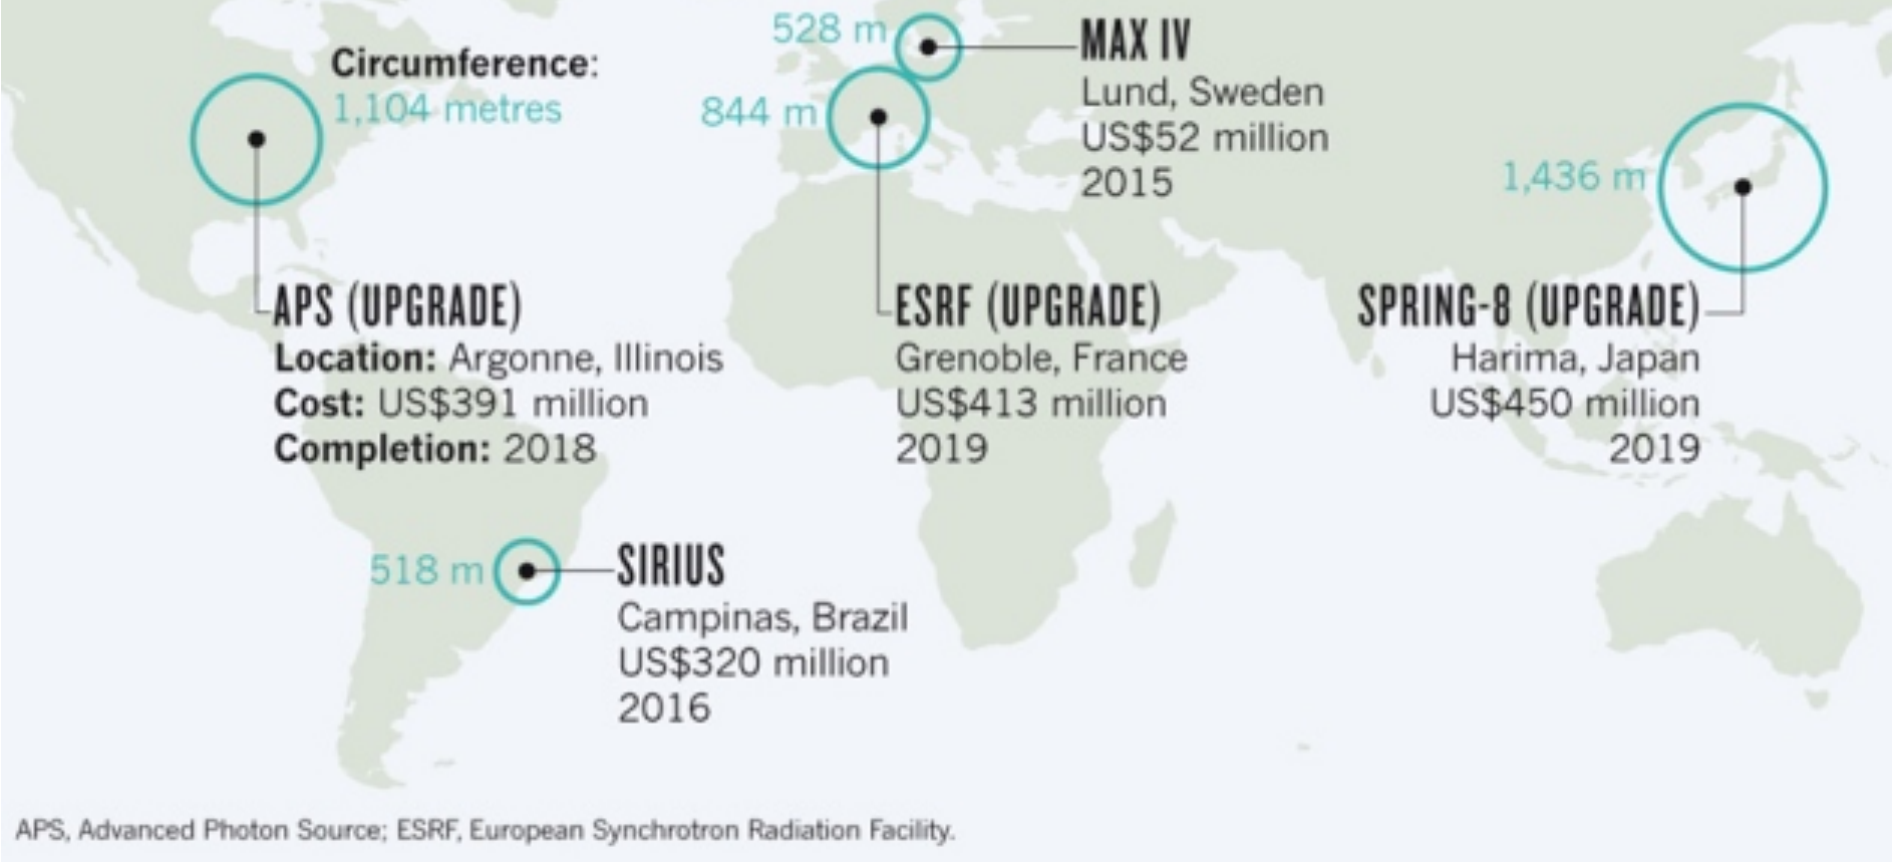 Circumference:
1,104 metres
APS (UPGRADE)
Location: Argonne, Illinois
Cost: US$391 million
Completion: 2018
528 m
MAX IV
Lund, Sweden
US$52 million
2015
844 m
ESRF (UPGRADE)
Grenoble, France
US$413 million
2019
1,436 m
SPRING-8 (UPGRADE)
Harima, Japan
US$450 million
2019
518 m
SIRIUS
Campinas, Brazil
US$320 million
2016
APS, Advanced Photon Source; ESRF, European Synchrotron Radiation Facility.